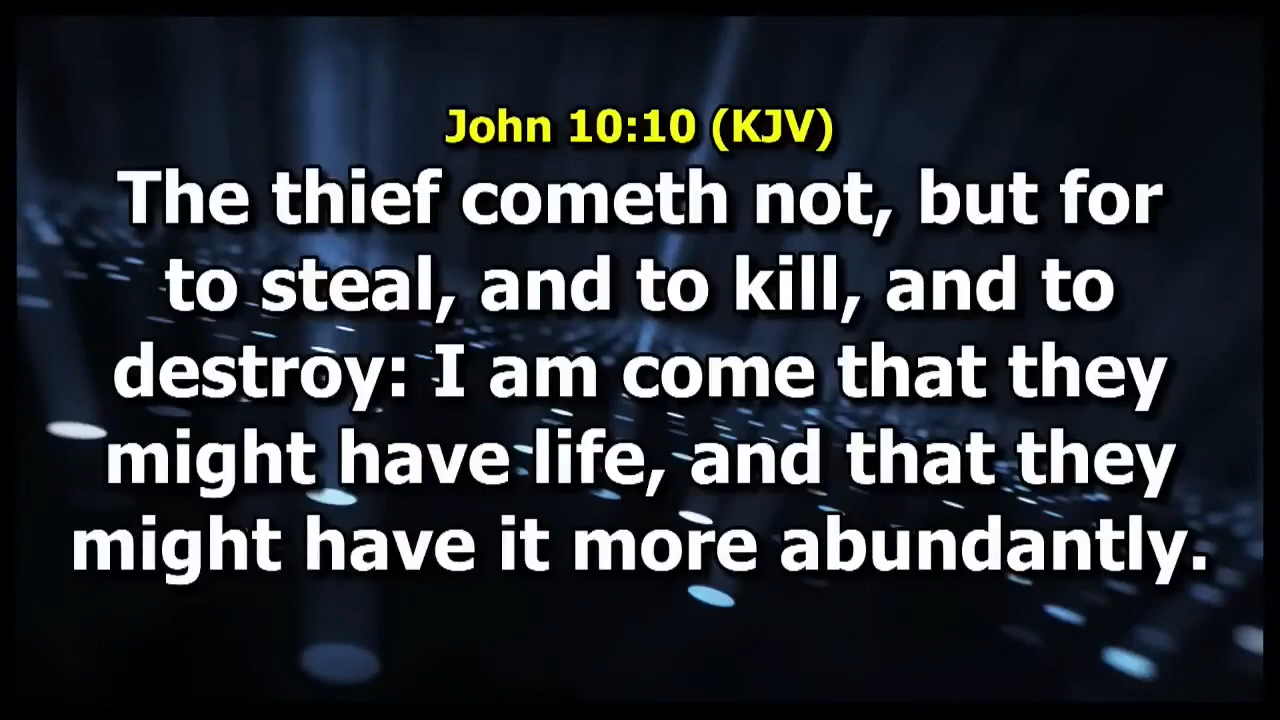 John 10:10 (KJV)
The thief cometh not, but for
to steal, and to kill, and to
destroy: I am come that they
might have life, and that they
might have it more abundantly.